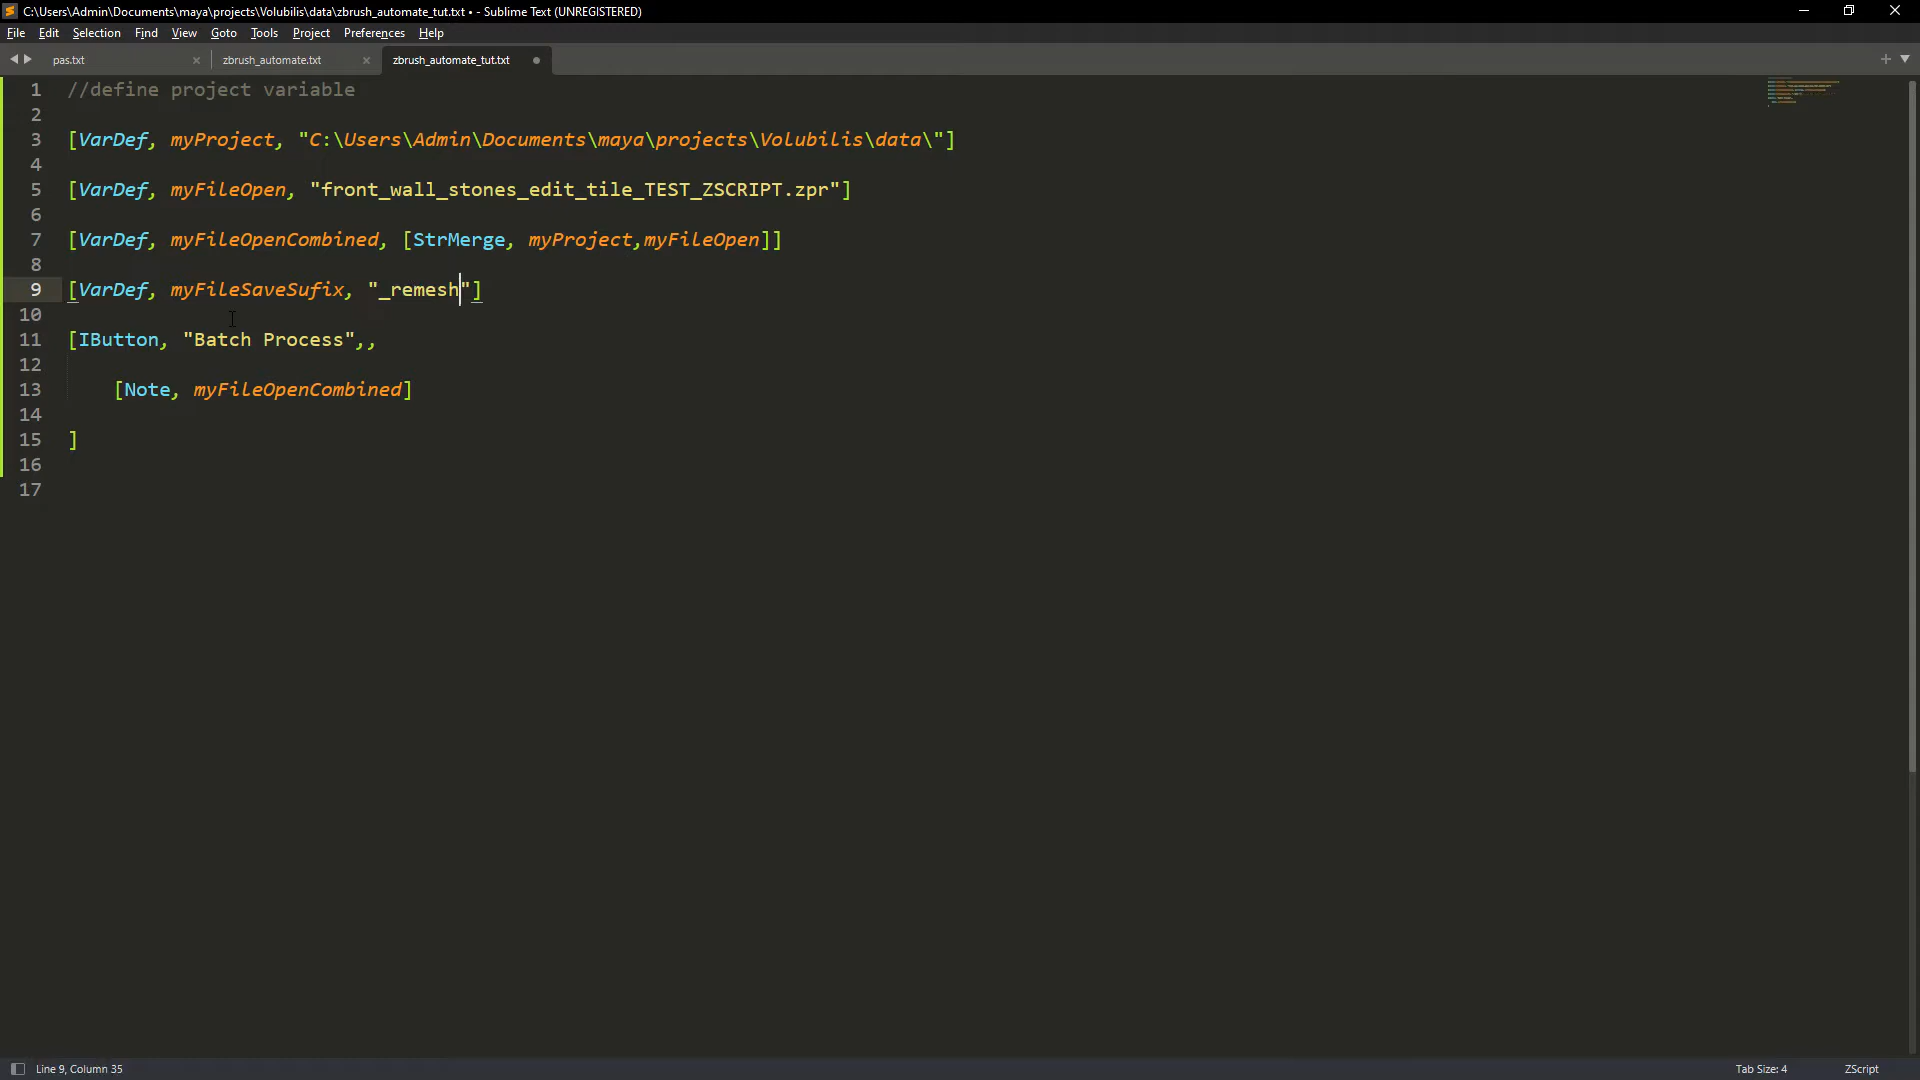 C:\Users\Admin\Documents\maya\projects\Volubilis\data\zbrush_automate_tut.txt • - Sublime Text (UNREGISTERED)
File Edit Selection Find View Goto Tools Project Preferences Help
pas.txt zbrush_automate.txt zbrush_automate_tut.txt
1 //define project variable
2
3 [VarDef, myProject, "C:\Users\Admin\Documents\maya\projects\Volubilis\data\"]
4
5 [VarDef, myFileOpen, "front_wall_stones_edit_tile_TEST_ZSCRIPT.zpr"]
6
7 [VarDef, myFileOpenCombined, [StrMerge, myProject,myFileOpen]]
8
9 [VarDef, myFileSaveSufix, "_remesh"]
10
11 [IButton, "Batch Process",,
12
13 [Note, myFileOpenCombined]
14
15 ]
16
17
Line 9, Column 35 Tab Size: 4 ZScript